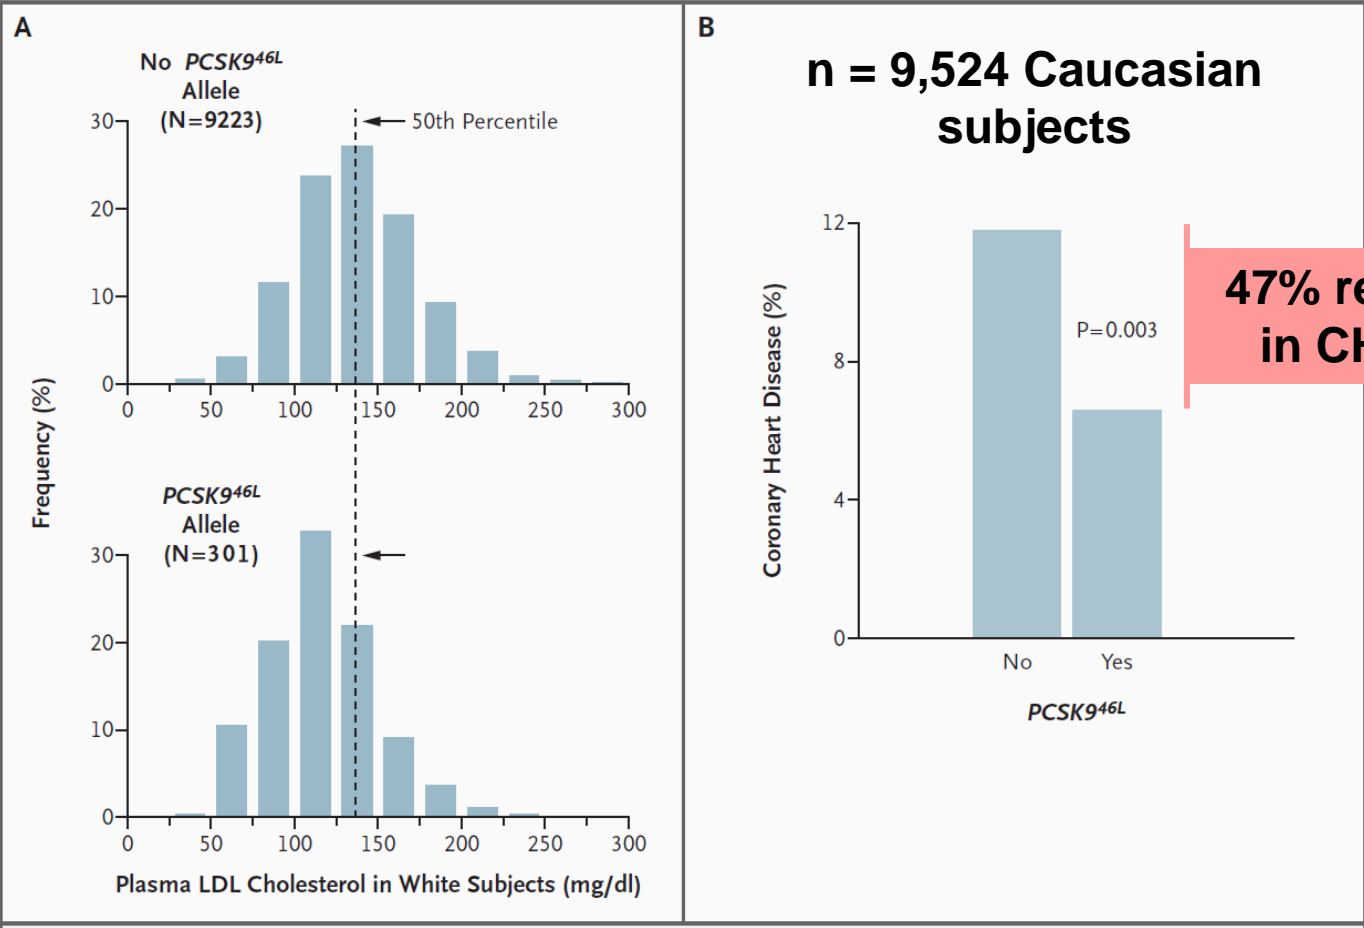 A
No PCSK9⁴⁶ᴸ
Allele
(N=9223)
50th Percentile
30
20
10
0
0 50 100 150 200 250 300
Frequency (%)
PCSK9⁴⁶ᴸ
Allele
(N=301)
30
20
10
0
0 50 100 150 200 250 300
Plasma LDL Cholesterol in White Subjects (mg/dl)
B
n = 9,524 Caucasian
subjects
12
8
4
0
Coronary Heart Disease (%)
P=0.003
47%
in
No Yes
PCSK9⁴⁶ᴸ